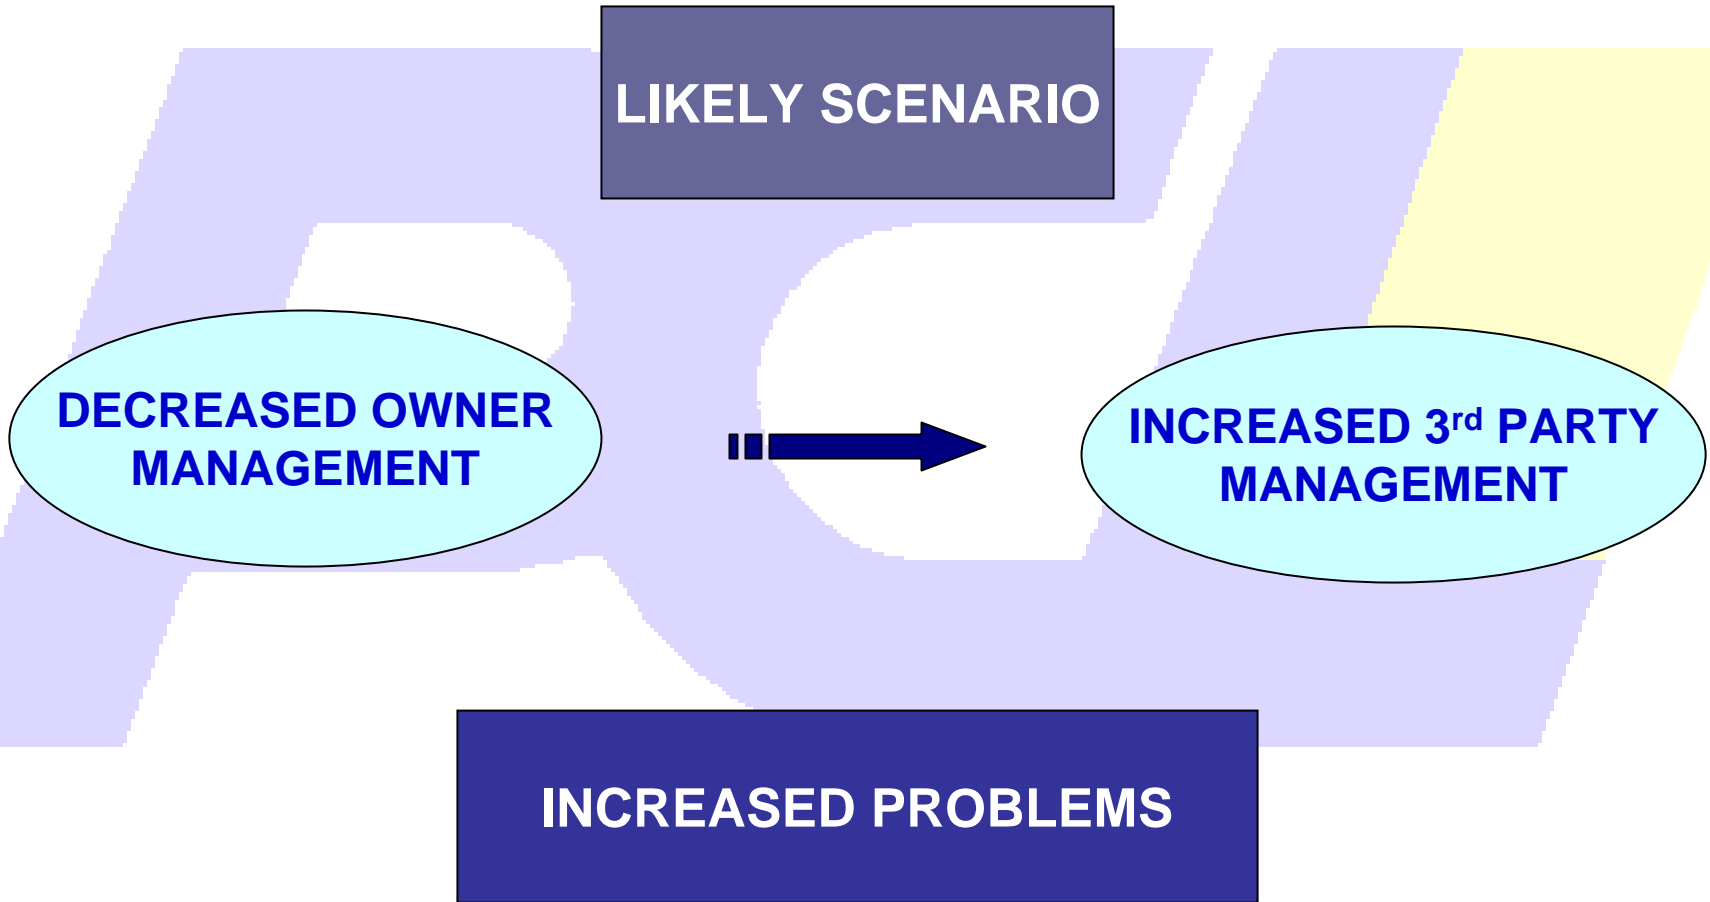 LIKELY SCENARIO
DECREASED OWNER
MANAGEMENT
INCREASED 3rd PARTY
MANAGEMENT
INCREASED PROBLEMS